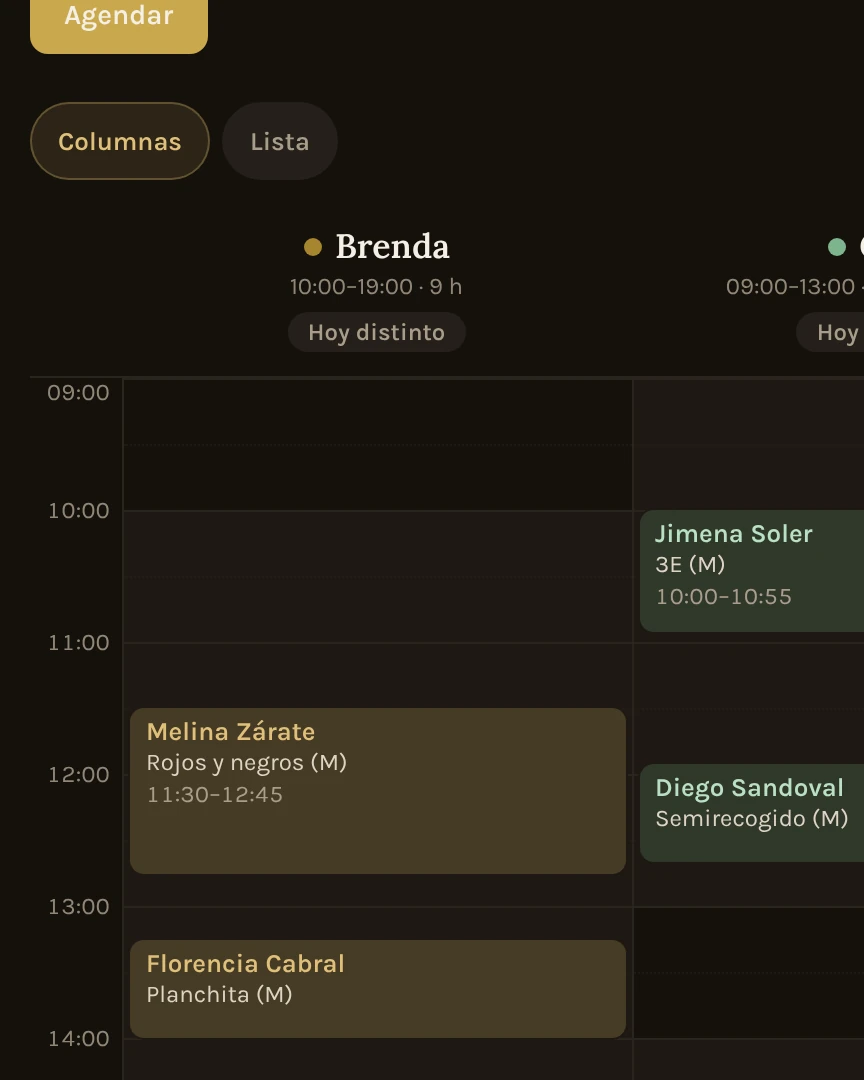 Agendar
Columnas
Lista
Brenda
10:00–19:00 · 9 h
09:00–13:00 ·
Hoy distinto
Hoy
09:00
10:00
Jimena Soler
3E (M)
10:00–10:55
11:00
Melina Zárate
Rojos y negros (M)
11:30–12:45
12:00
Diego Sandoval
Semirecogido (M)
13:00
Florencia Cabral
Planchita (M)
14:00